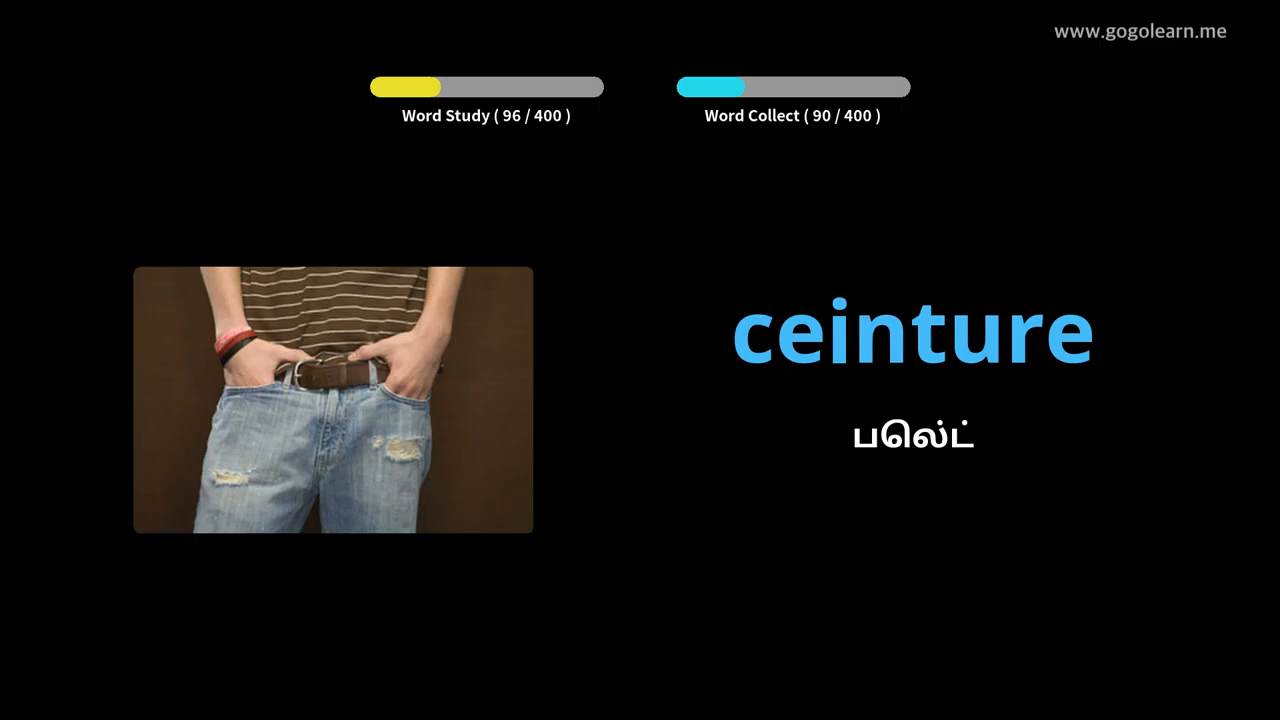 www.gogolearn.me
Word Study ( 96 / 400 )
Word Collect ( 90 / 400 )
ceinture
பெல்ட்